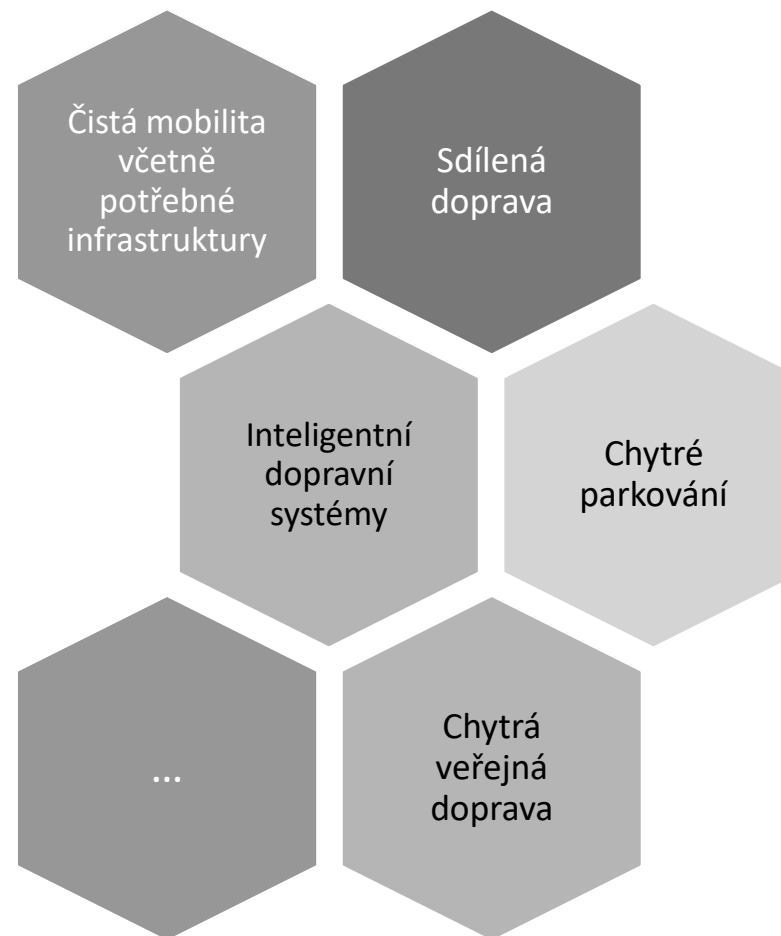 Čistá mobilita
včetně
potřebné
infrastruktury
Sdílená
doprava
Inteligentní
dopravní
systémy
Chytré
parkování
...
Chytrá
veřejná
doprava